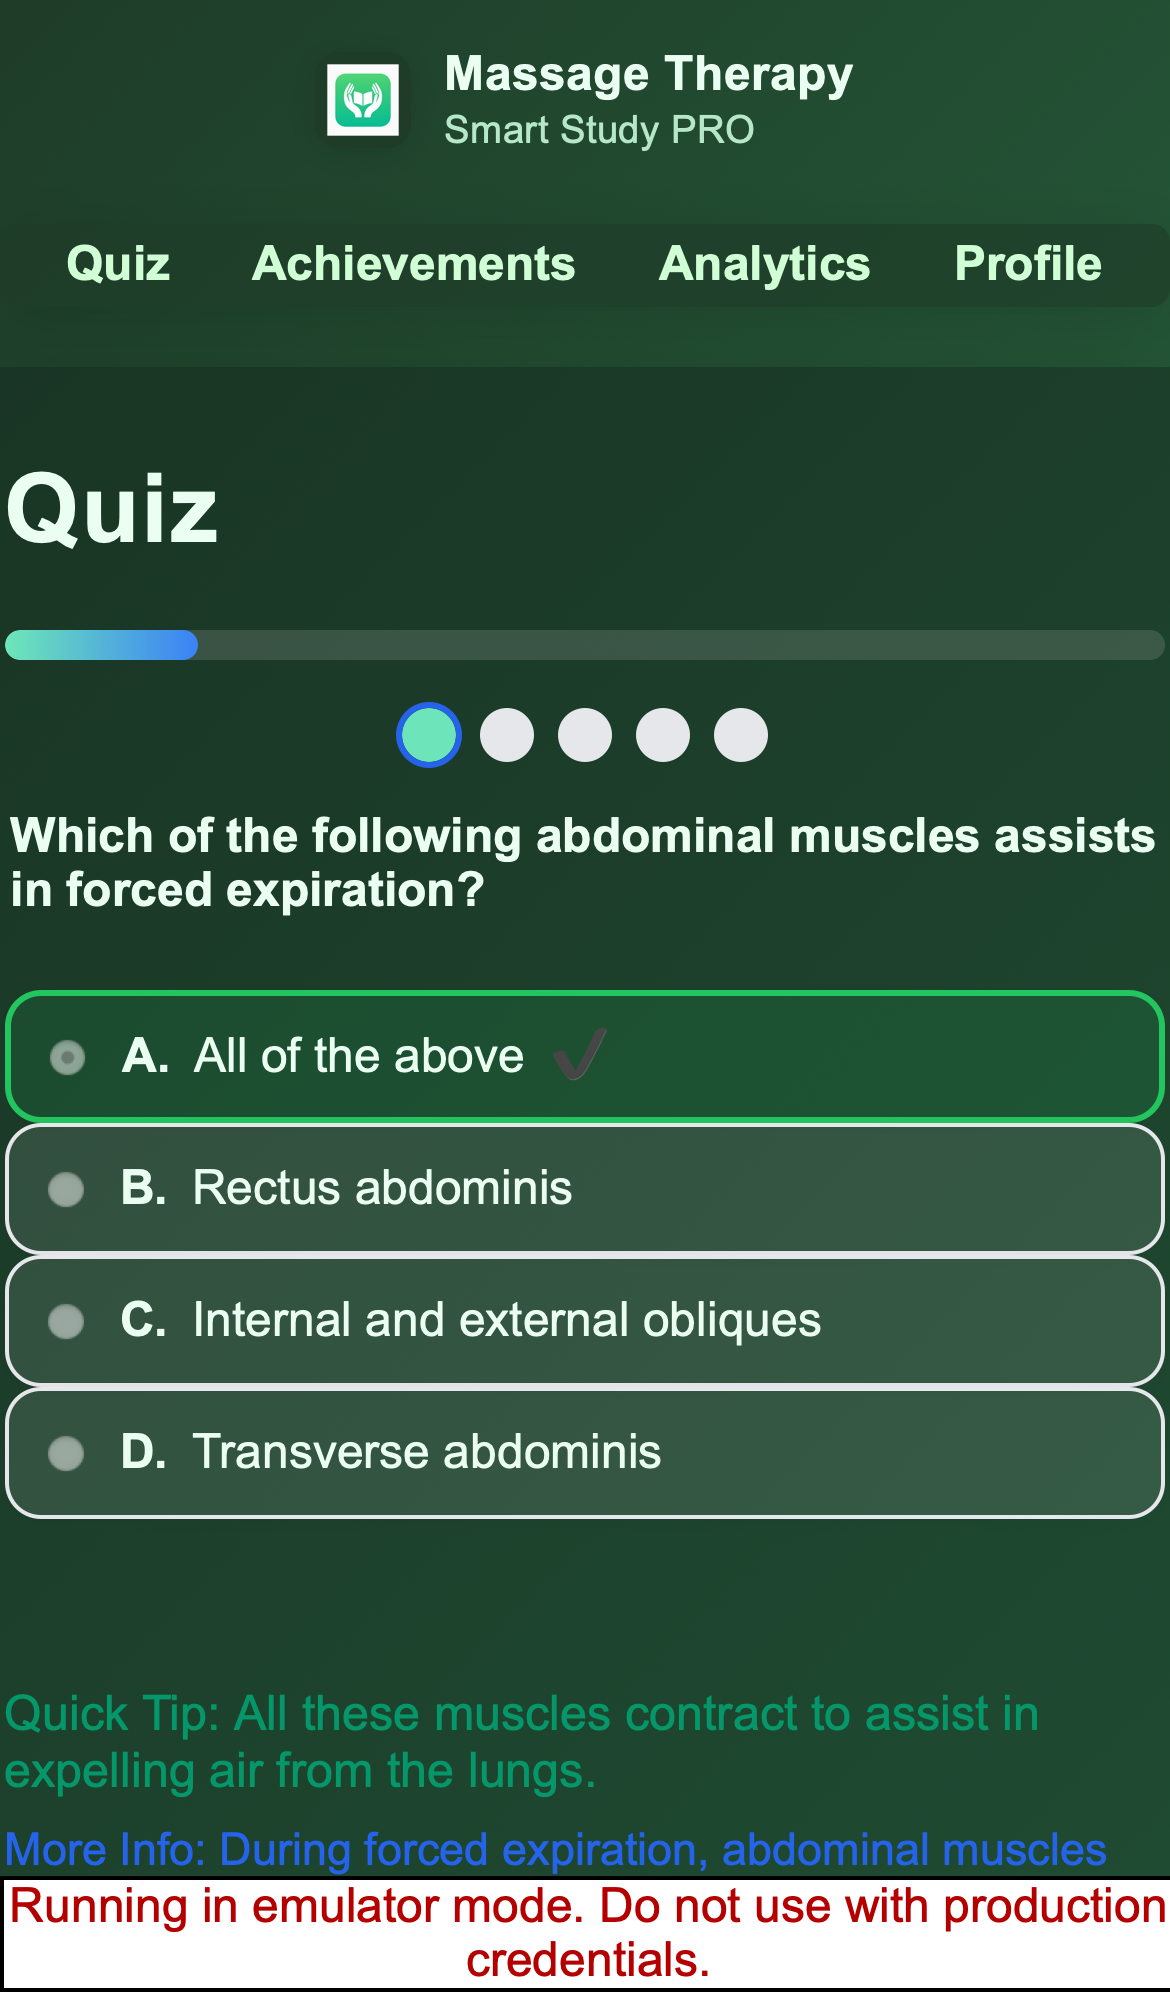 Massage Therapy
Smart Study PRO
Quiz Achievements Analytics Profile
Quiz
Which of the following abdominal muscles assists
in forced expiration?
A. All of the above ✔
B. Rectus abdominis
C. Internal and external obliques
D. Transverse abdominis
Quick Tip: All these muscles contract to assist in
expelling air from the lungs.
More Info: During forced expiration, abdominal muscles
Running in emulator mode. Do not use with production
credentials.